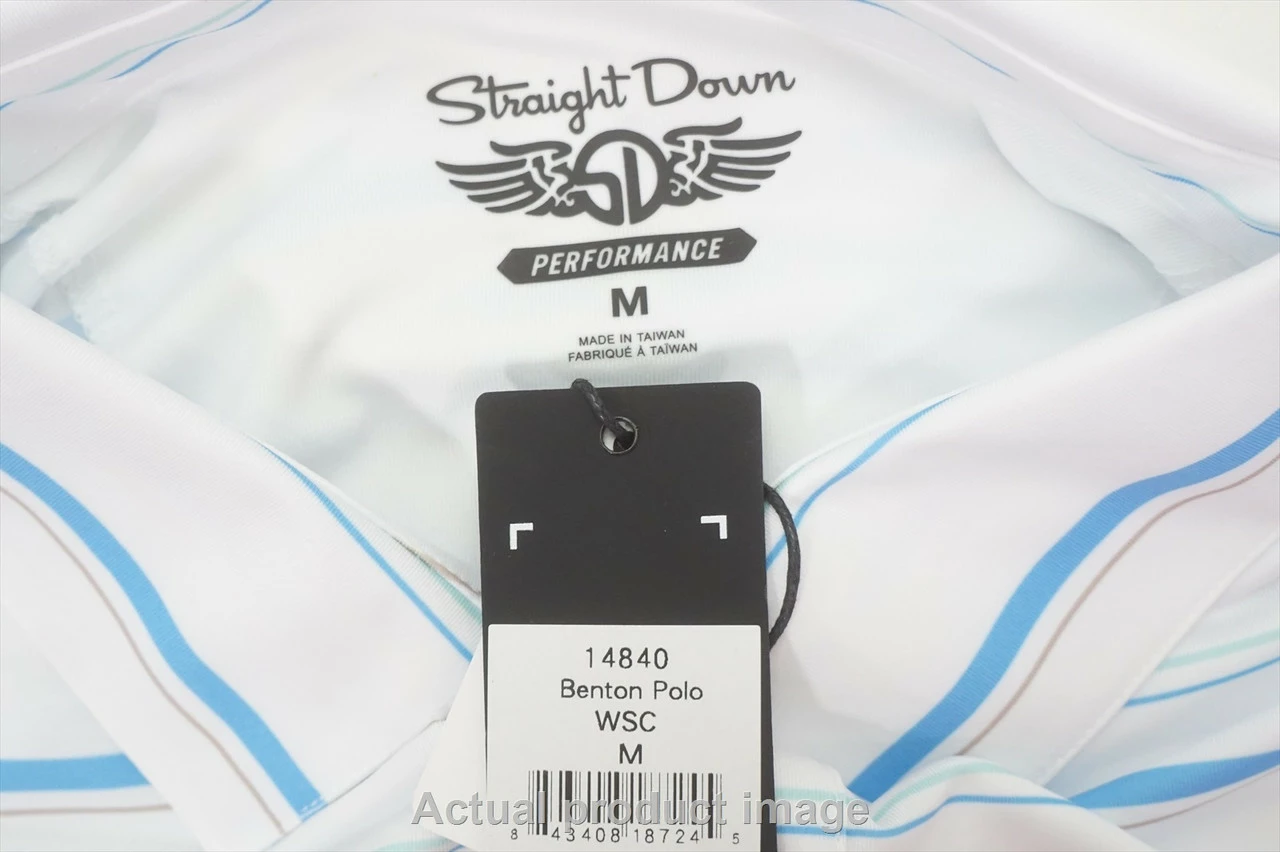 Straight Down
SD
PERFORMANCE
M
MADE IN TAIWAN
FABRIQUÉ À TAÏWAN
14840
Benton Polo
WSC
M
Actual product image
8 43408 18724 5